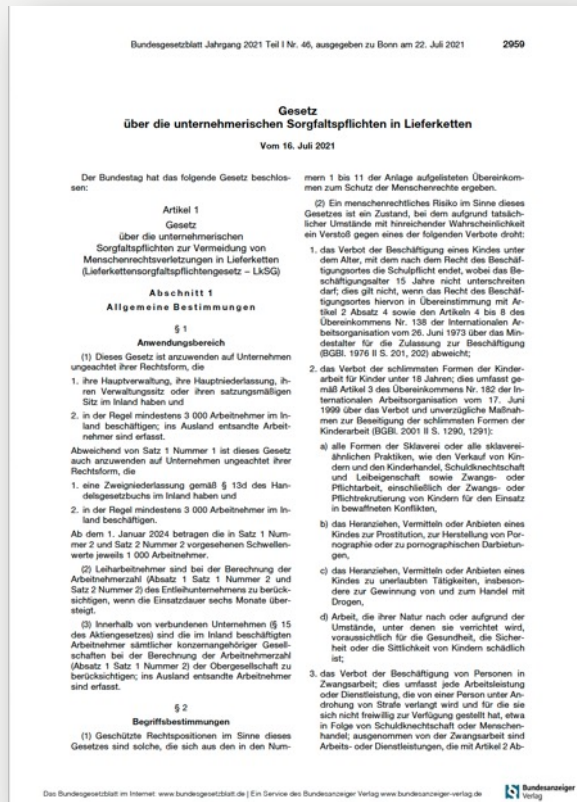 Bundesgesetzblatt Jahrgang 2021 Teil I Nr. 46, ausgegeben zu Bonn am 22. Juli 2021 2959
Gesetz
über die unternehmerischen Sorgfaltspflichten in Lieferketten
Vom 16. Juli 2021
Der Bundestag hat das folgende Gesetz beschlos-
sen:
Artikel 1
Gesetz
über die unternehmerischen
Sorgfaltspflichten zur Vermeidung von
Menschenrechtsverletzungen in Lieferketten
(Lieferkettensorgfaltspflichtengesetz – LkSG)
Abschnitt 1
Allgemeine Bestimmungen
§ 1
Anwendungsbereich
(1) Dieses Gesetz ist anzuwenden auf Unternehmen
ungeachtet ihrer Rechtsform, die
1. ihre Hauptverwaltung, ihre Hauptniederlassung, ih-
ren Verwaltungssitz oder ihren satzungsmäßigen
Sitz im Inland haben und
2. in der Regel mindestens 3 000 Arbeitnehmer im In-
land beschäftigen; ins Ausland entsandte Arbeit-
nehmer sind erfasst.
Abweichend von Satz 1 Nummer 1 ist dieses Gesetz
auch anzuwenden auf Unternehmen ungeachtet ihrer
Rechtsform, die
1. eine Zweigniederlassung gemäß § 13d des Han-
delsgesetzbuchs im Inland haben und
2. in der Regel mindestens 3 000 Arbeitnehmer im In-
land beschäftigen.
Ab dem 1. Januar 2024 betragen die in Satz 1 Num-
mer 2 und Satz 2 Nummer 2 vorgesehenen Schwellen-
werte jeweils 1 000 Arbeitnehmer.
(2) Leiharbeitnehmer sind bei der Berechnung der
Arbeitnehmerzahl (Absatz 1 Satz 1 Nummer 2 und
Satz 2 Nummer 2) des Entleihunternehmens zu berück-
sichtigen, wenn die Einsatzdauer sechs Monate über-
steigt.
(3) Innerhalb von verbundenen Unternehmen (§ 15
des Aktiengesetzes) sind die im Inland beschäftigten
Arbeitnehmer sämtlicher konzernangehöriger Gesell-
schaften bei der Berechnung der Arbeitnehmerzahl
(Absatz 1 Satz 1 Nummer 2) der Obergesellschaft zu
berücksichtigen; ins Ausland entsandte Arbeitnehmer
sind erfasst.
§ 2
Begriffsbestimmungen
(1) Geschützte Rechtspositionen im Sinne dieses
Gesetzes sind solche, die sich aus den in den Num-
mern 1 bis 11 der Anlage aufgelisteten Übereinkom-
men zum Schutz der Menschenrechte ergeben.
(2) Ein menschenrechtliches Risiko im Sinne dieses
Gesetzes ist ein Zustand, bei dem aufgrund tatsäch-
licher Umstände mit hinreichender Wahrscheinlichkeit
ein Verstoß gegen eines der folgenden Verbote droht:
1. das Verbot der Beschäftigung eines Kindes unter
dem Alter, mit dem nach dem Recht des Beschäf-
tigungsortes die Schulpflicht endet, wobei das Be-
schäftigungsalter 15 Jahre nicht unterschreiten
darf; dies gilt nicht, wenn das Recht des Beschäf-
tigungsortes hiervon in Übereinstimmung mit Ar-
tikel 2 Absatz 4 sowie den Artikeln 4 bis 8 des
Übereinkommens Nr. 138 der Internationalen Ar-
beitsorganisation vom 26. Juni 1973 über das Min-
destalter für die Zulassung zur Beschäftigung
(BGBl. 1976 II S. 201, 202) abweicht;
2. das Verbot der schlimmsten Formen der Kinder-
arbeit für Kinder unter 18 Jahren; dies umfasst ge-
mäß Artikel 3 des Übereinkommens Nr. 182 der In-
ternationalen Arbeitsorganisation vom 17. Juni
1999 über das Verbot und unverzügliche Maßnah-
men zur Beseitigung der schlimmsten Formen der
Kinderarbeit (BGBl. 2001 II S. 1290, 1291):
a) alle Formen der Sklaverei oder alle sklaverei-
ähnlichen Praktiken, wie den Verkauf von Kin-
dern und den Kinderhandel, Schuldknechtschaft
und Leibeigenschaft sowie Zwangs- oder
Pflichtarbeit, einschließlich der Zwangs- oder
Pflichtrekrutierung von Kindern für den Einsatz
in bewaffneten Konflikten,
b) das Heranziehen, Vermitteln oder Anbieten eines
Kindes zur Prostitution, zur Herstellung von Por-
nographie oder zu pornographischen Darbietun-
gen,
c) das Heranziehen, Vermitteln oder Anbieten eines
Kindes zu unerlaubten Tätigkeiten, insbeson-
dere zur Gewinnung von und zum Handel mit
Drogen,
d) Arbeit, die ihrer Natur nach oder aufgrund der
Umstände, unter denen sie verrichtet wird,
voraussichtlich für die Gesundheit, die Sicher-
heit oder die Sittlichkeit von Kindern schädlich
ist;
3. das Verbot der Beschäftigung von Personen in
Zwangsarbeit; dies umfasst jede Arbeitsleistung
oder Dienstleistung, die von einer Person unter An-
drohung von Strafe verlangt wird und für die sie
sich nicht freiwillig zur Verfügung gestellt hat, etwa
in Folge von Schuldknechtschaft oder Menschen-
handel; ausgenommen von der Zwangsarbeit sind
Arbeits- oder Dienstleistungen, die mit Artikel 2 Ab-
Das Bundesgesetzblatt im Internet: www.bundesgesetzblatt.de | Ein Service des Bundesanzeiger Verlag www.bundesanzeiger-verlag.de
Bundesanzeiger
Verlag